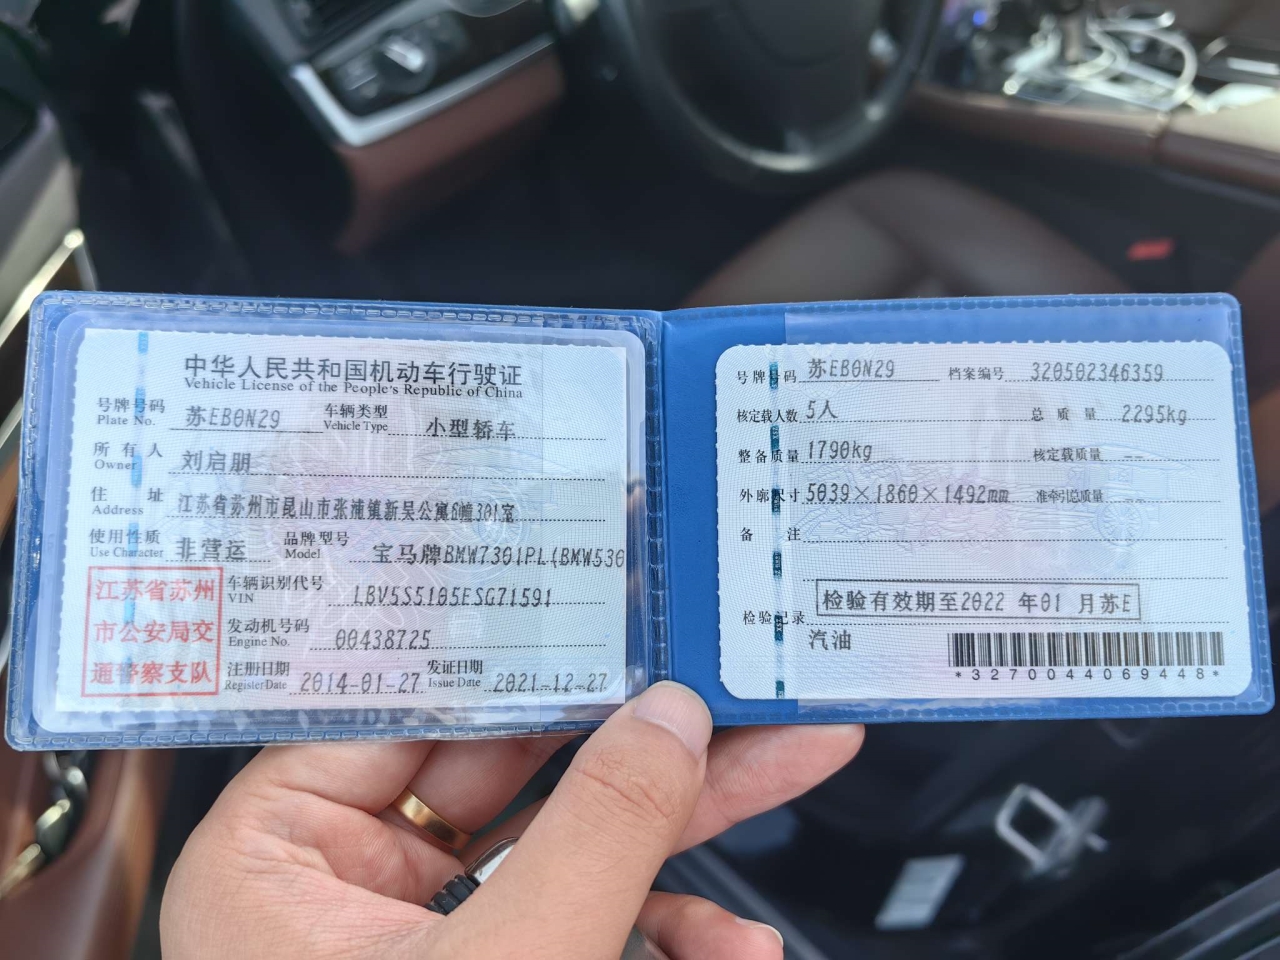 中华人民共和国机动车行驶证
Vehicle License of the People's Republic of China
号牌号码 Plate No. 苏EB0N29 车辆类型 Vehicle Type 小型轿车
所有人 Owner 刘启朋
住址 Address 江苏省苏州市昆山市张浦镇新吴公寓6幢301室
使用性质 Use Character 非营运 品牌型号 Model 宝马牌BMW7301PL(BMW530
江苏省苏州
市公安局交
通警察支队
车辆识别代号 VIN LBV5S5105ESG71591
发动机号码 Engine No. 00438725
注册日期 Register Date 2014-01-27 发证日期 Issue Date 2021-12-27
号牌号码 苏EB0N29 档案编号 320502346359
核定载人数 5人 总质量 2295kg
整备质量 1790kg 核定载质量 --
外廓尺寸 5039×1860×1492mm 准牵引总质量 --
备注
检验记录 检验有效期至2022 年01 月苏E
汽油
*3270044069448*